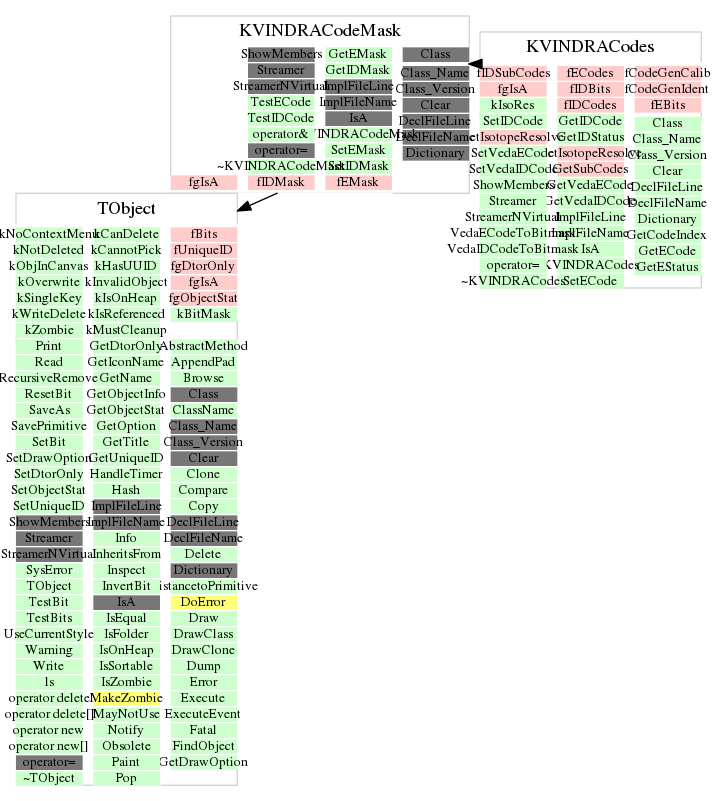 KVINDRACodeMask
ShowMembers GetEMask Class
Streamer GetIDMask Class_Name
StreamerNVirtual ImplFileLine Class_Version
TestECode ImplFileName Clear
TestIDCode IsA DeclFileLine
operator& DeclFileName
operator= SetEMask Dictionary
SetIDMask
fgIsA fIDMask fEMask
KVINDRACodes
fIDSubCodes fECodes fCodeGenCalib
fgIsA fIDBits fCodeGenIdent
kIsoRes fIDCodes fEBits
SetIDCode GetIDCode Class
GetIDStatus Class_Name
SetVedaECode Class_Version
SetVedaIDCode GetSubCodes Clear
ShowMembers GetVedaECode DeclFileLine
Streamer GetVedaIDCode DeclFileName
StreamerNVirtual ImplFileLine Dictionary
VedaECodeToBitmask ImplFileName GetCodeIndex
VedaIDCodeToBitmask IsA GetECode
operator= KVINDRACodes GetEStatus
~KVINDRACodes SetECode
TObject
kNoContextMenu kCanDelete fBits
kNotDeleted kCannotPick fUniqueID
kObjInCanvas kHasUUID fgDtorOnly
kOverwrite kInvalidObject fgIsA
kSingleKey kIsOnHeap fgObjectStat
kWriteDelete kIsReferenced kBitMask
kZombie kMustCleanup
Print GetDtorOnly AbstractMethod
Read GetIconName AppendPad
RecursiveRemove GetName Browse
ResetBit GetObjectInfo Class
SaveAs GetObjectStat ClassName
SavePrimitive GetOption Class_Name
SetBit GetTitle Class_Version
SetDrawOption GetUniqueID Clear
SetDtorOnly HandleTimer Clone
SetObjectStat Hash Compare
SetUniqueID ImplFileLine Copy
ShowMembers ImplFileName DeclFileLine
Streamer Info DeclFileName
StreamerNVirtual InheritsFrom Delete
SysError Inspect Dictionary
TObject InvertBit istancetoPrimitive
TestBit IsA DoError
TestBits IsEqual Draw
UseCurrentStyle IsFolder DrawClass
Warning IsOnHeap DrawClone
Write IsSortable Dump
ls IsZombie Error
operator delete MakeZombie Execute
operator delete[] MayNotUse ExecuteEvent
operator new Notify Fatal
operator new[] Obsolete FindObject
operator= Paint GetDrawOption
~TObject Pop